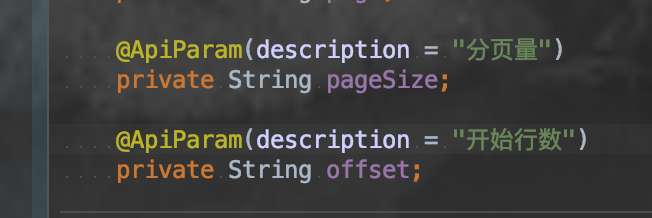 @ApiParam(description = "分页量")
private String pageSize;
@ApiParam(description = "开始行数")
private String offset;